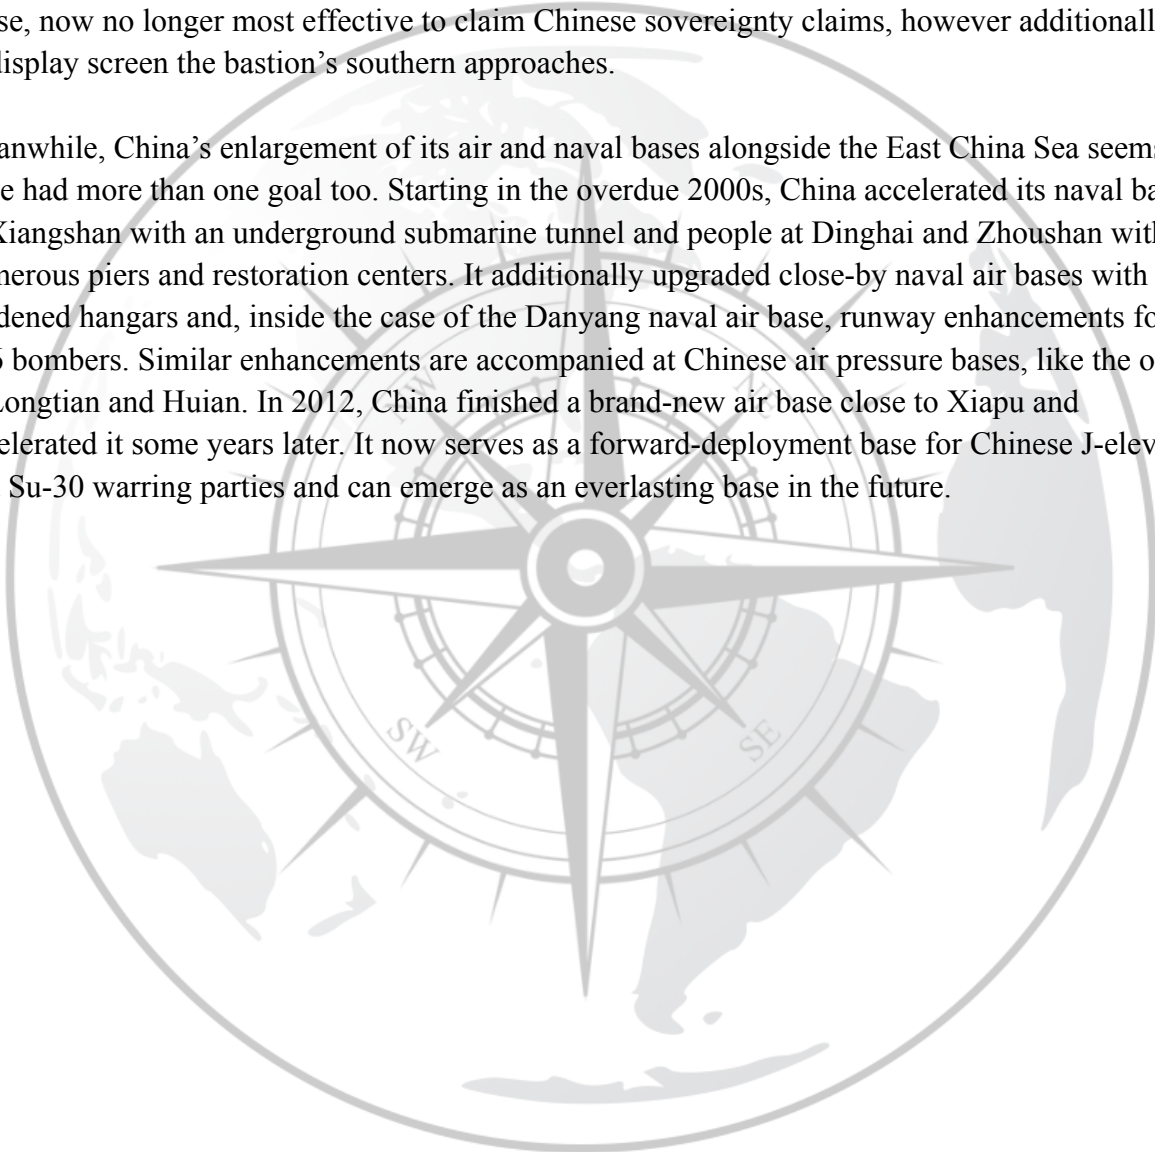 se, now no longer most effective to claim Chinese sovereignty claims, however additionall
display screen the bastion’s southern approaches.
anwhile, China’s enlargement of its air and naval bases alongside the East China Sea seems
e had more than one goal too. Starting in the overdue 2000s, China accelerated its naval ba
Xiangshan with an underground submarine tunnel and people at Dinghai and Zhoushan with
nerous piers and restoration centers. It additionally upgraded close-by naval air bases with
dened hangars and, inside the case of the Danyang naval air base, runway enhancements fo
6 bombers. Similar enhancements are accompanied at Chinese air pressure bases, like the o
Longtian and Huian. In 2012, China finished a brand-new air base close to Xiapu and
elerated it some years later. It now serves as a forward-deployment base for Chinese J-elev
Su-30 warring parties and can emerge as an everlasting base in the future.
NW
NE
SW
SE